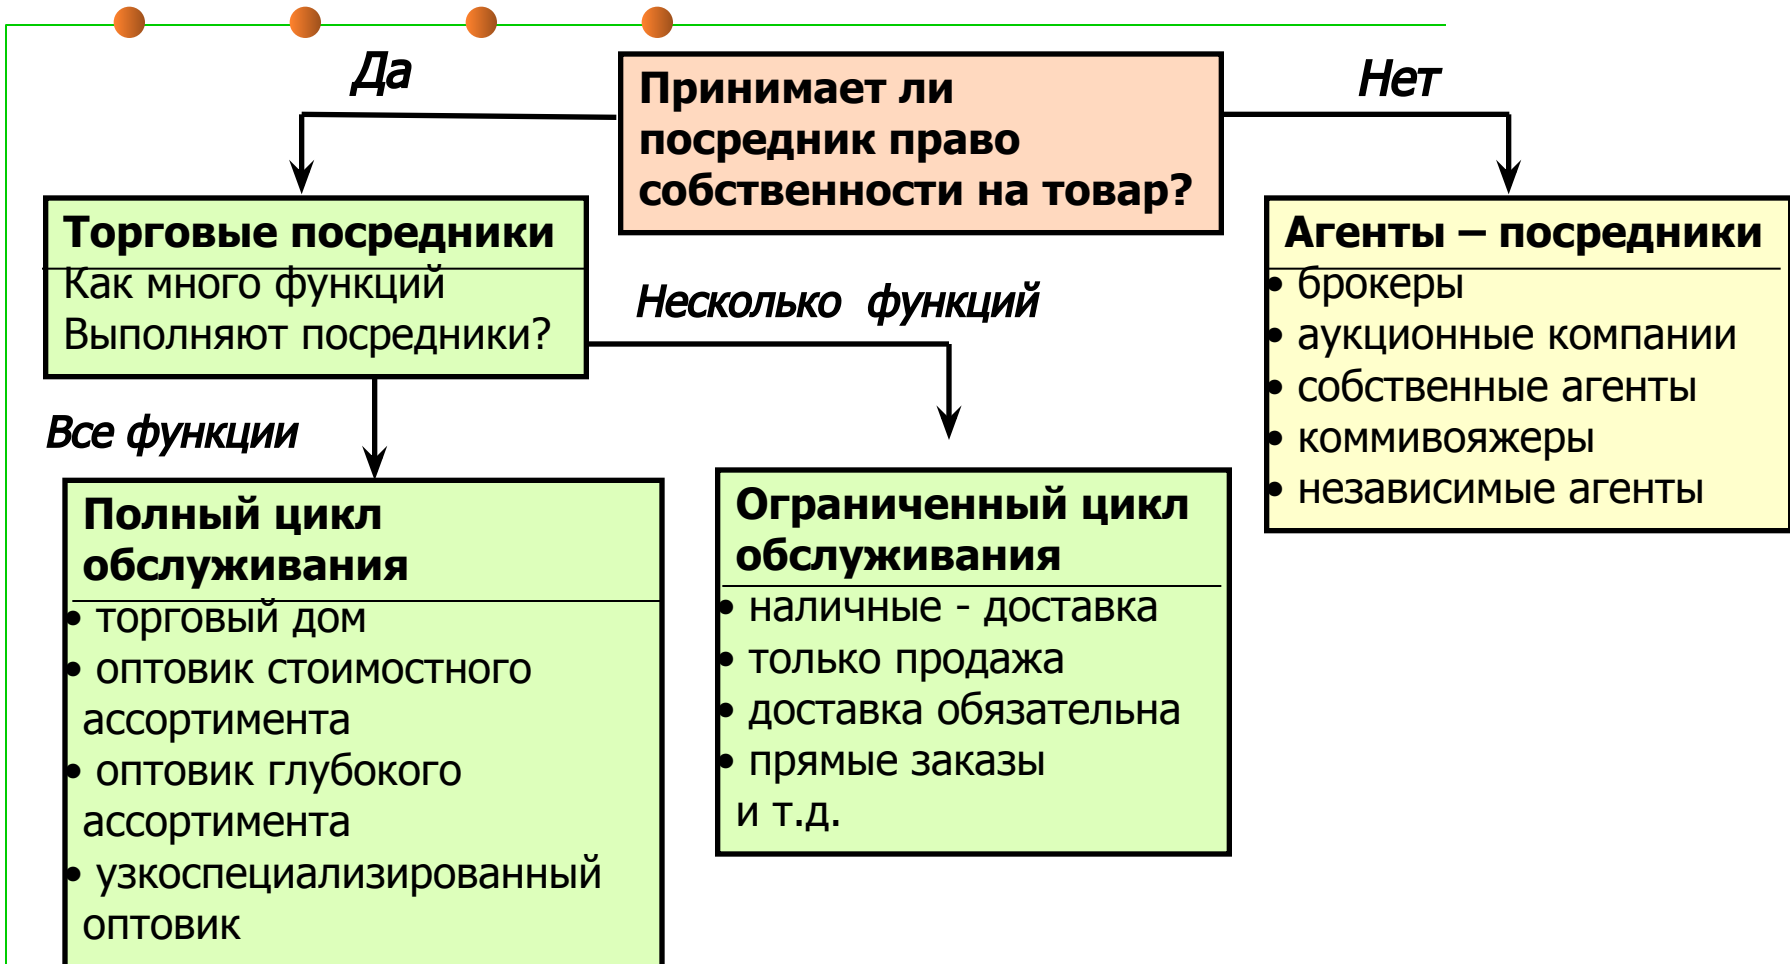 Да
Принимает ли
посредник право
собственности на товар?
Нет
Торговые посредники
Как много функций
Выполняют посредники?
Несколько функций
Агенты – посредники
• брокеры
• аукционные компании
• собственные агенты
• коммивояжеры
• независимые агенты
Все функции
Полный цикл
обслуживания
• торговый дом
• оптовик стоимостного
ассортимента
• оптовик глубокого
ассортимента
• узкоспециализированный
оптовик
Ограниченный цикл
обслуживания
• наличные - доставка
• только продажа
• доставка обязательна
• прямые заказы
и т.д.